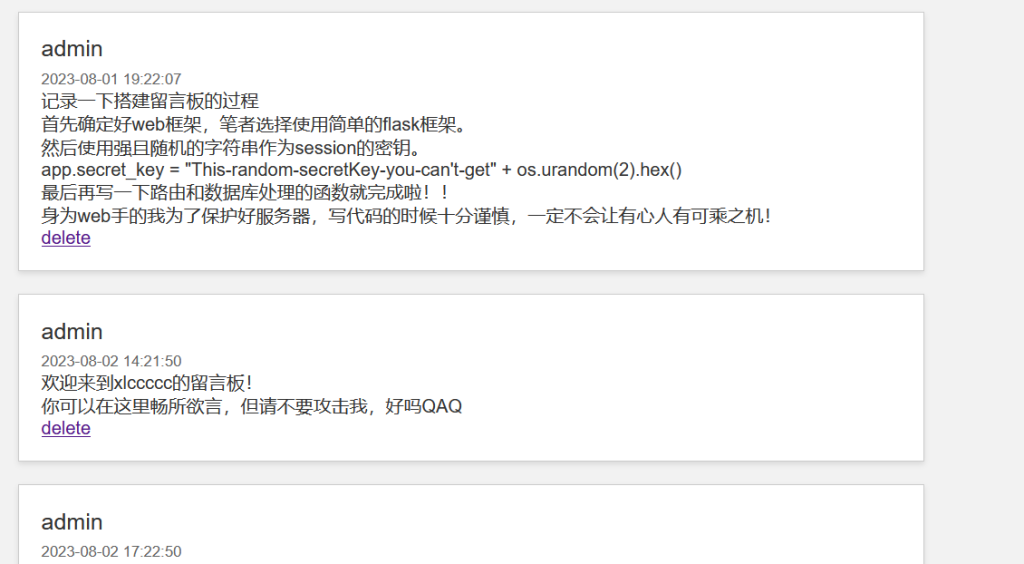 admin
2023-08-01 19:22:07
记录一下搭建留言板的过程
首先确定好web框架，笔者选择使用简单的flask框架。
然后使用强且随机的字符串作为session的密钥。
app.secret_key = "This-random-secretKey-you-can't-get" + os.urandom(2).hex()
最后再写一下路由和数据库处理的函数就完成啦！！
身为web手的我为了保护好服务器，写代码的时候十分谨慎，一定不会让有心人有可乘之机！
delete
admin
2023-08-02 14:21:50
欢迎来到xlccccc的留言板！
你可以在这里畅所欲言，但请不要攻击我，好吗QAQ
delete
admin
2023-08-02 17:22:50